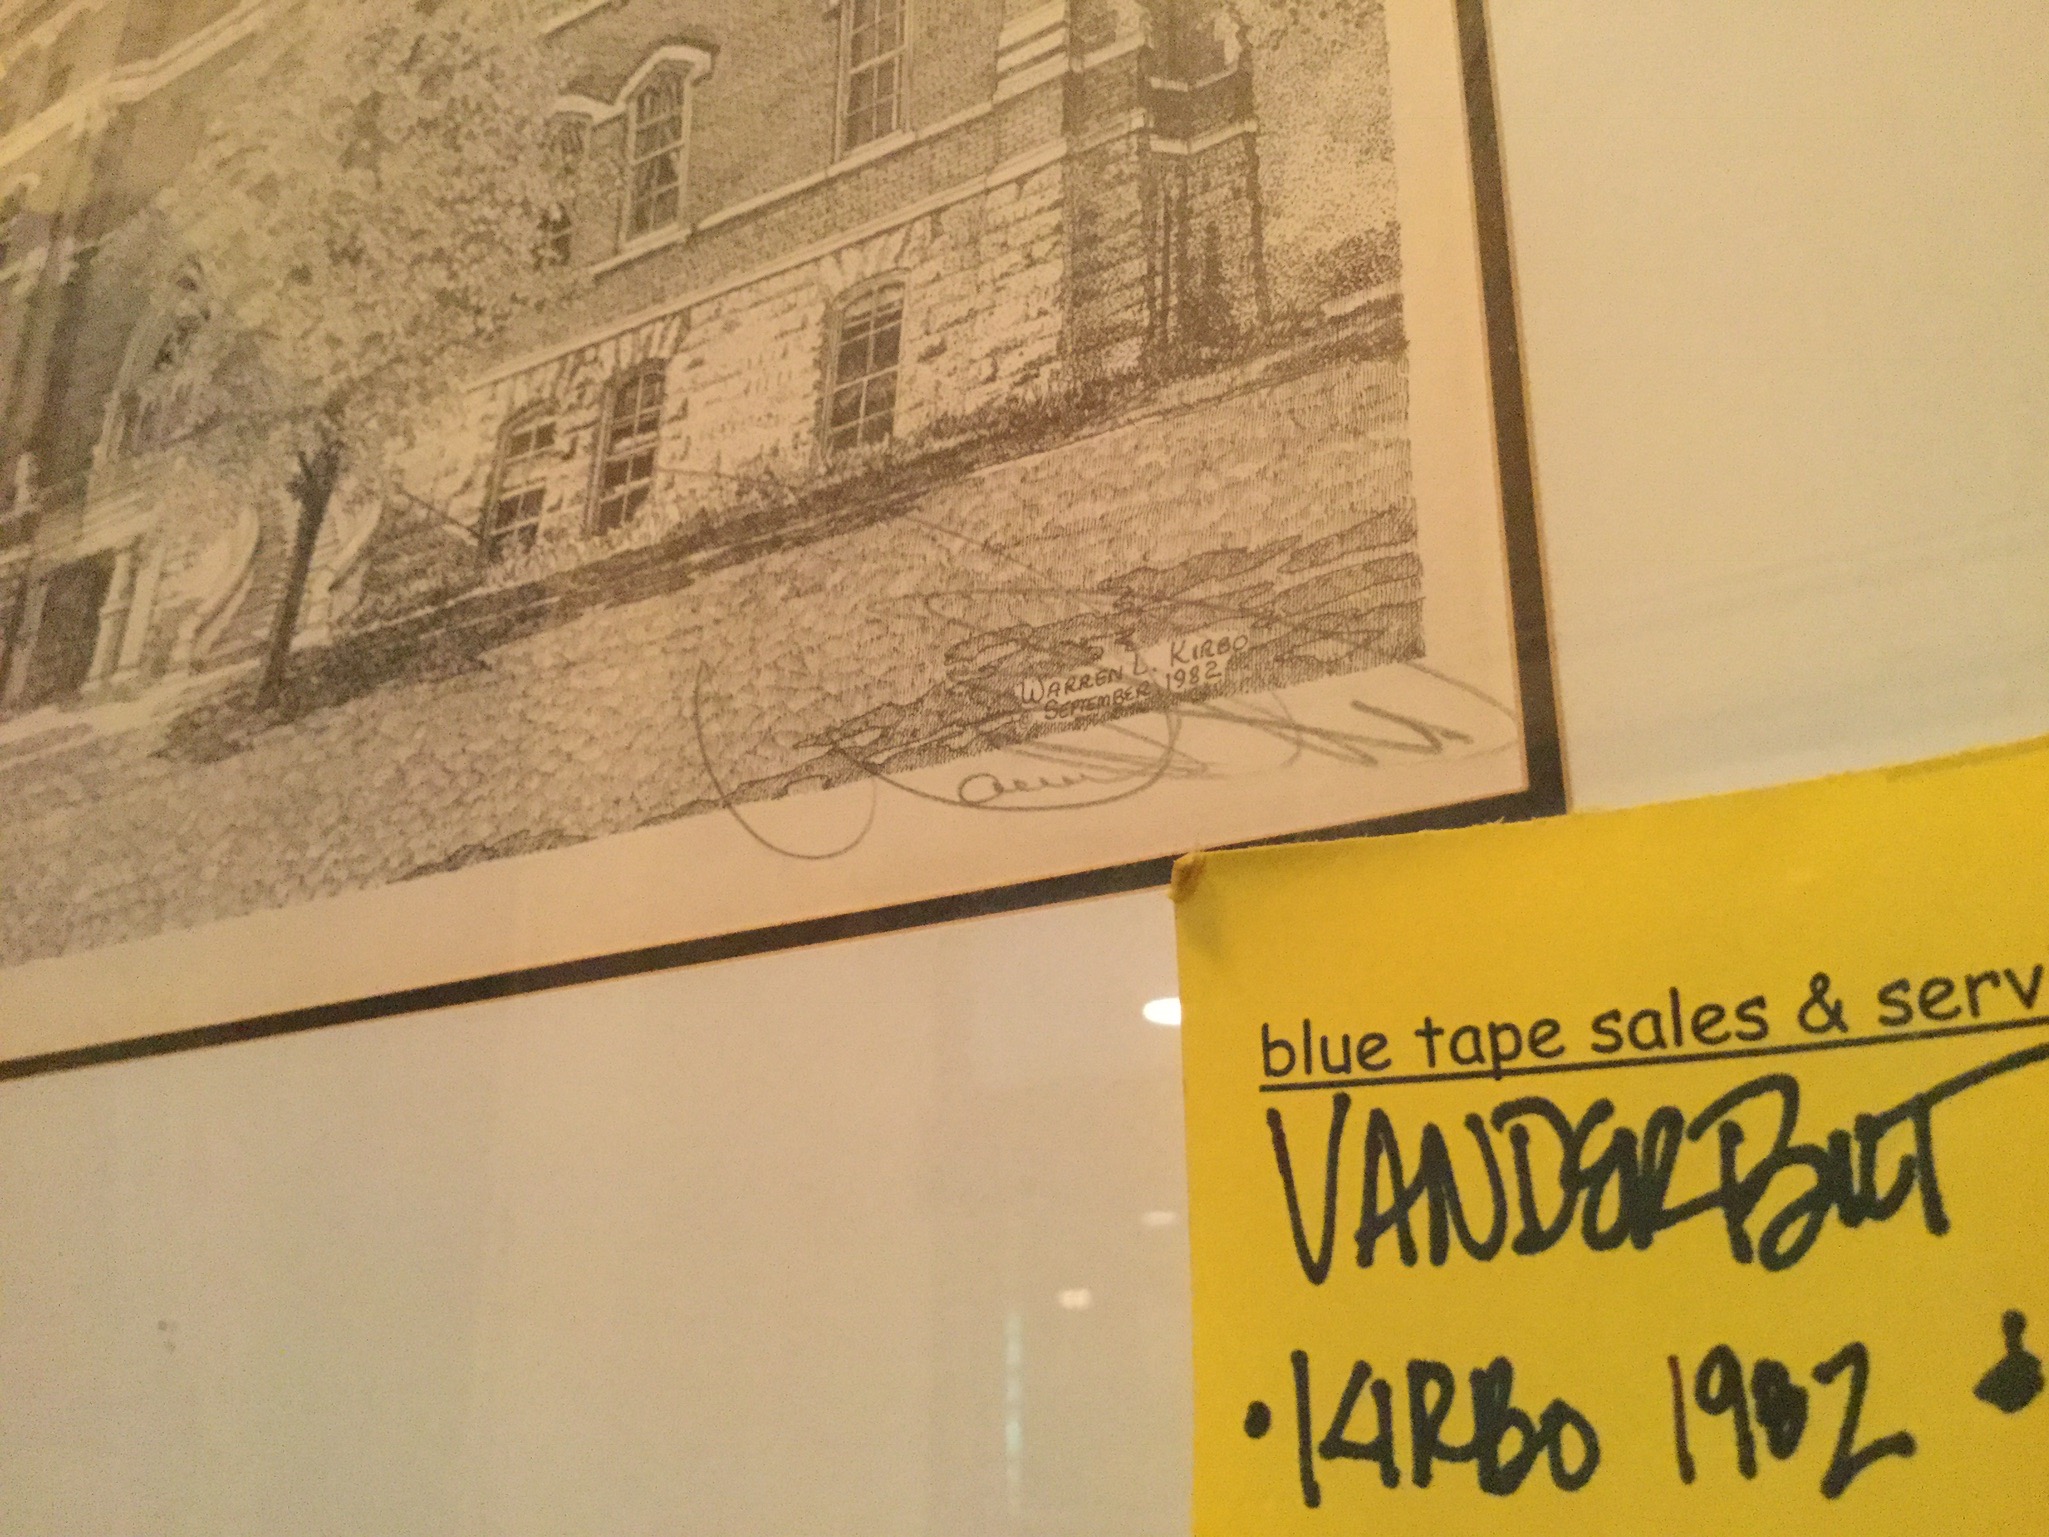 WARREN L. KIRBO
© SEPTEMBER 1982
blue tape sales & serv
VANDERBILT
• KIRBO 1982